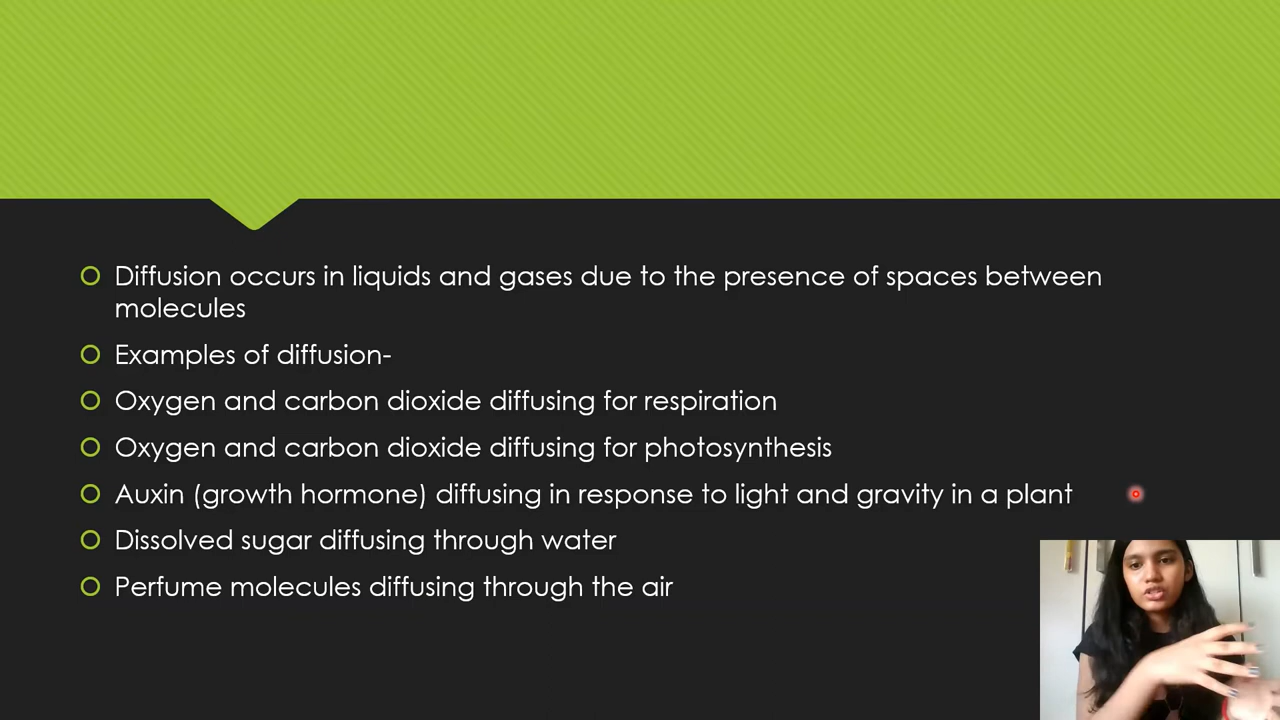 Diffusion occurs in liquids and gases due to the presence of spaces between
molecules
Examples of diffusion-
Oxygen and carbon dioxide diffusing for respiration
Oxygen and carbon dioxide diffusing for photosynthesis
Auxin (growth hormone) diffusing in response to light and gravity in a plant
Dissolved sugar diffusing through water
Perfume molecules diffusing through the air